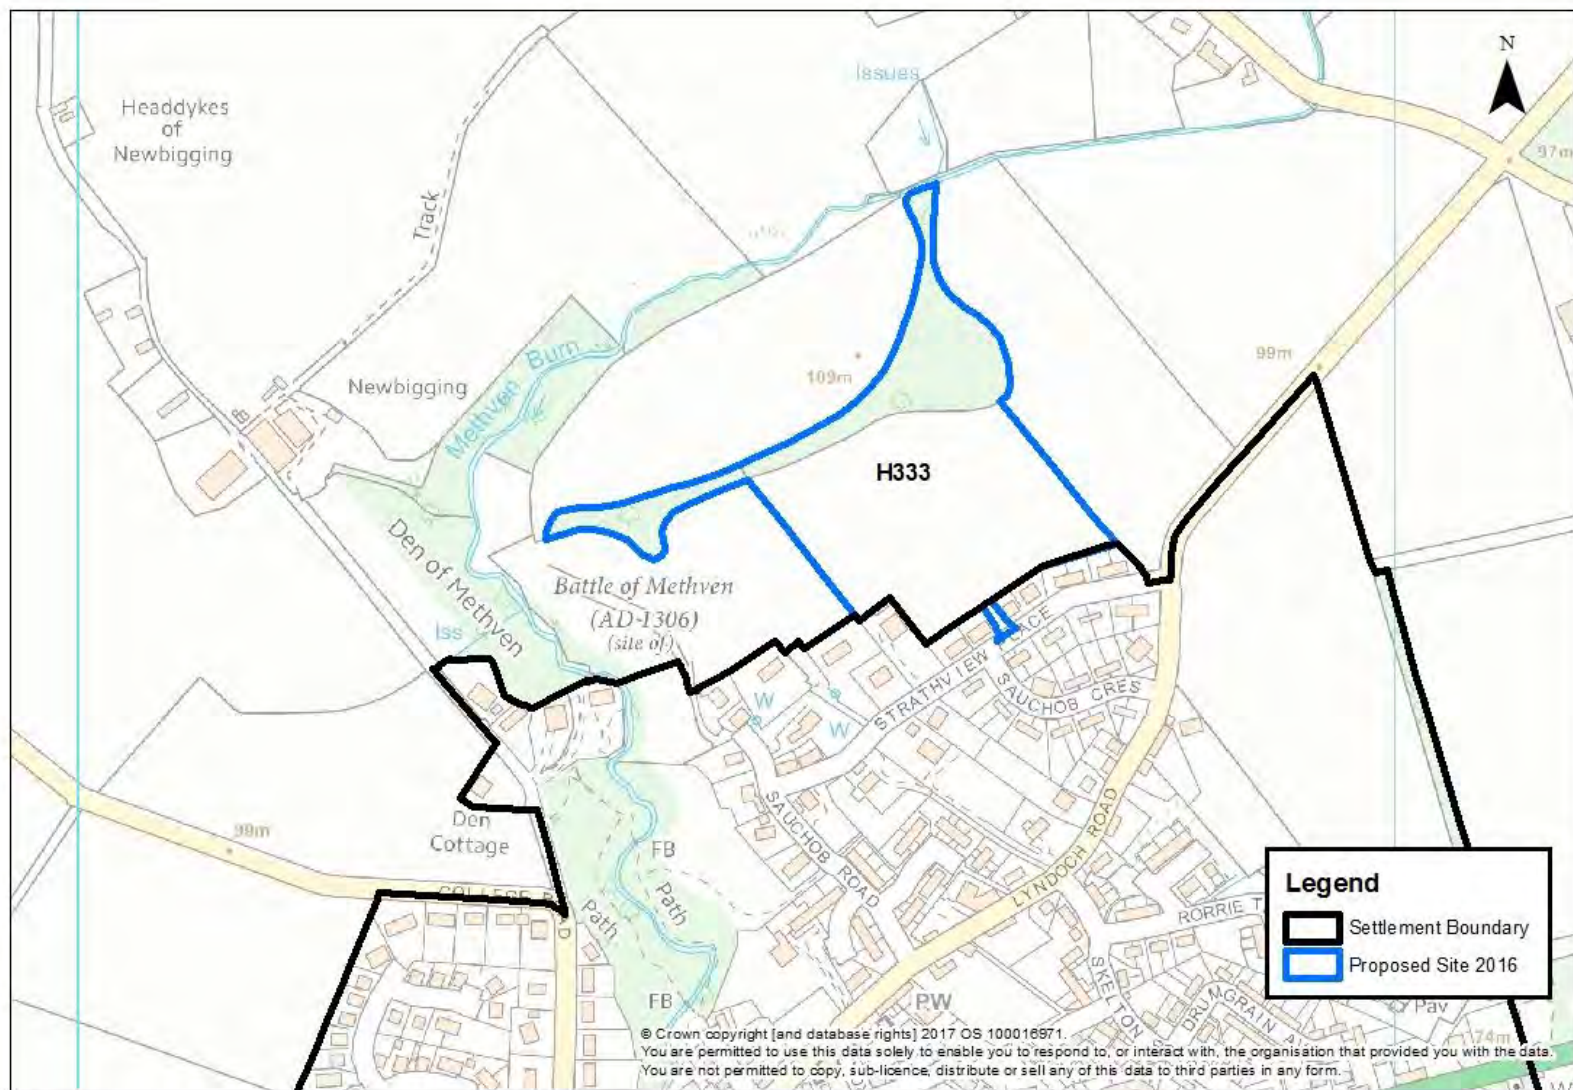 N
Issues
Headdykes
of
Newbigging
97m
Track
Methven Burn
99m
Newbigging
109m
H333
Den of Methven
Battle of Methven
(AD 1306)
(site of)
Iss
STRATHVIEW
SAUCHOB CRES
W
W
SAUCHOB ROAD
Den
Cottage
99m
FB
Path
Path
LYNDOCH ROAD
Legend
Settlement Boundary
Proposed Site 2016
FB
PW
SKELTON
Pav
74m
© Crown copyright [and database rights] 2017 OS 100016971.
You are permitted to use this data solely to enable you to respond to, or interact with, the organisation that provided you with the data.
You are not permitted to copy, sub-licence, distribute or sell any of this data to third parties in any form.